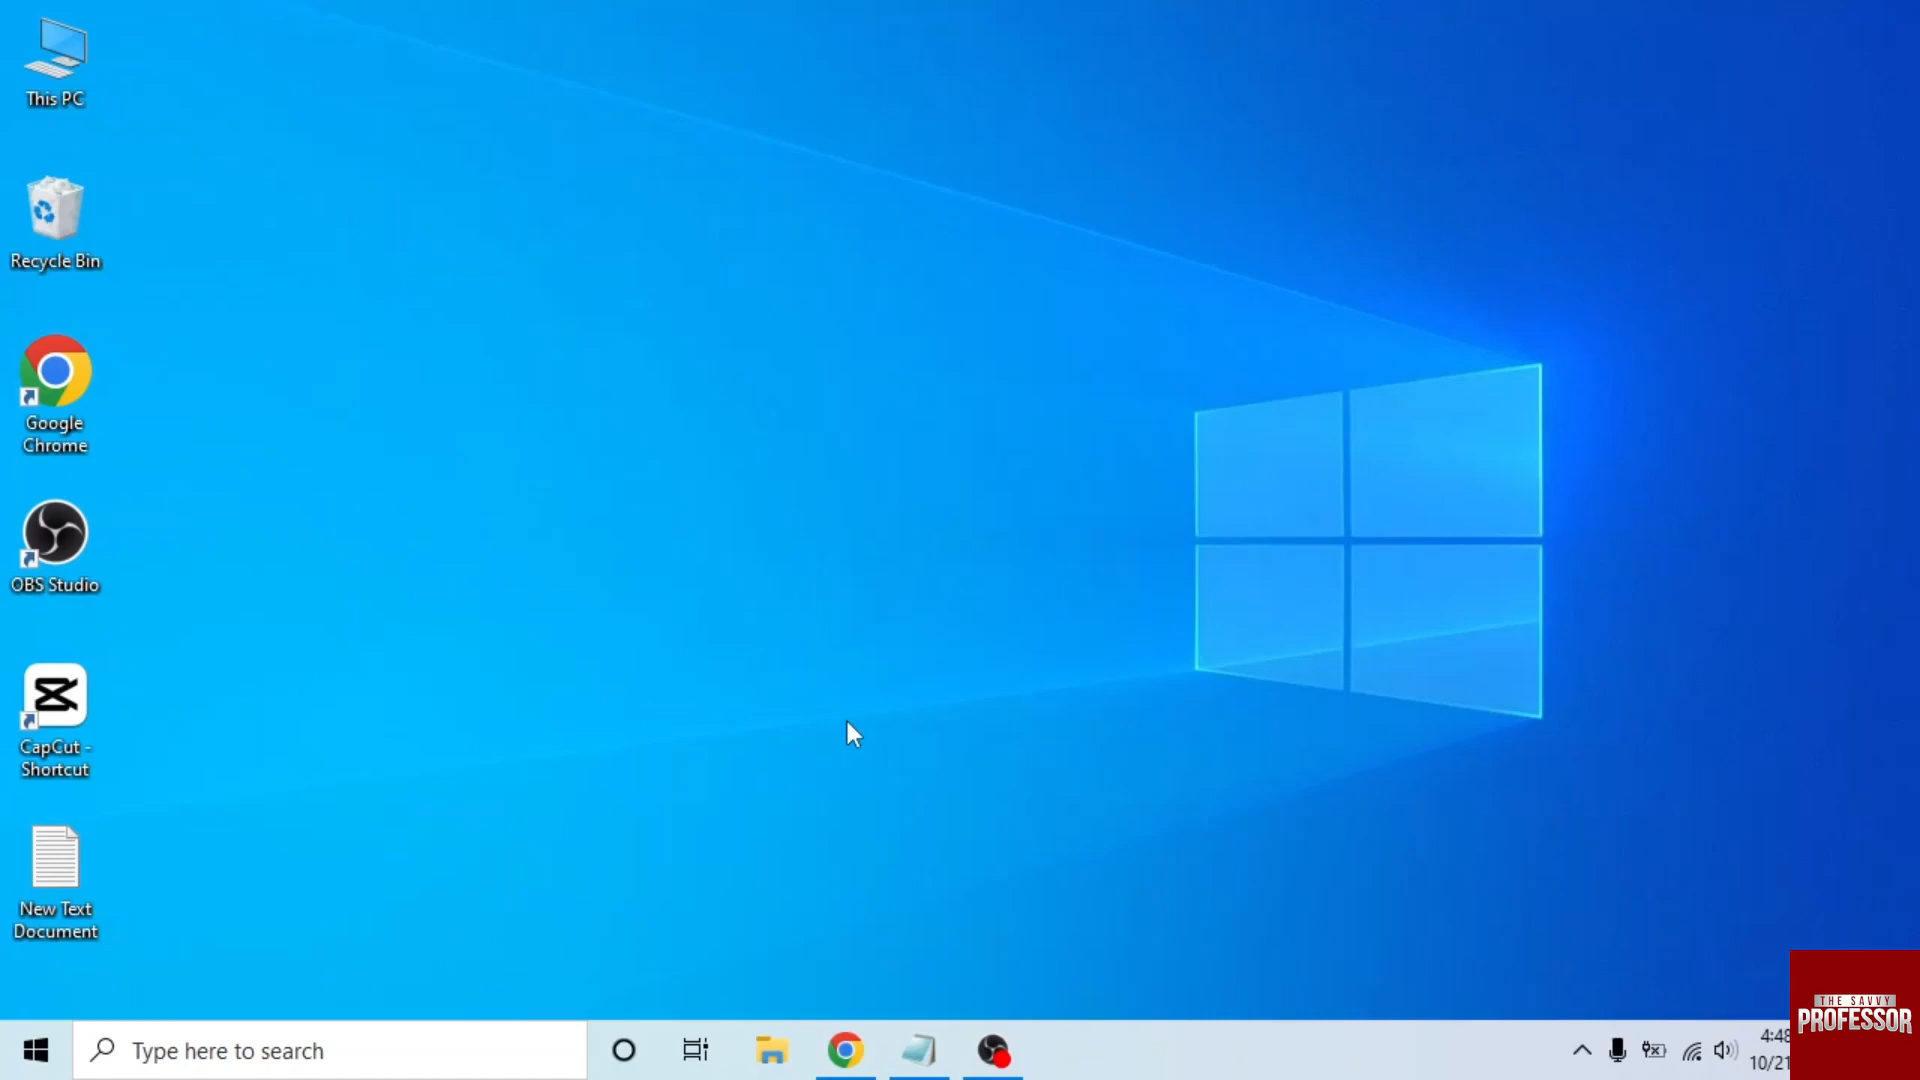 This PC
Recycle Bin
Google
Chrome
OBS Studio
CapCut -
Shortcut
New Text
Document
Type here to search
4:48
10/21
THE SAVVY
PROFESSOR